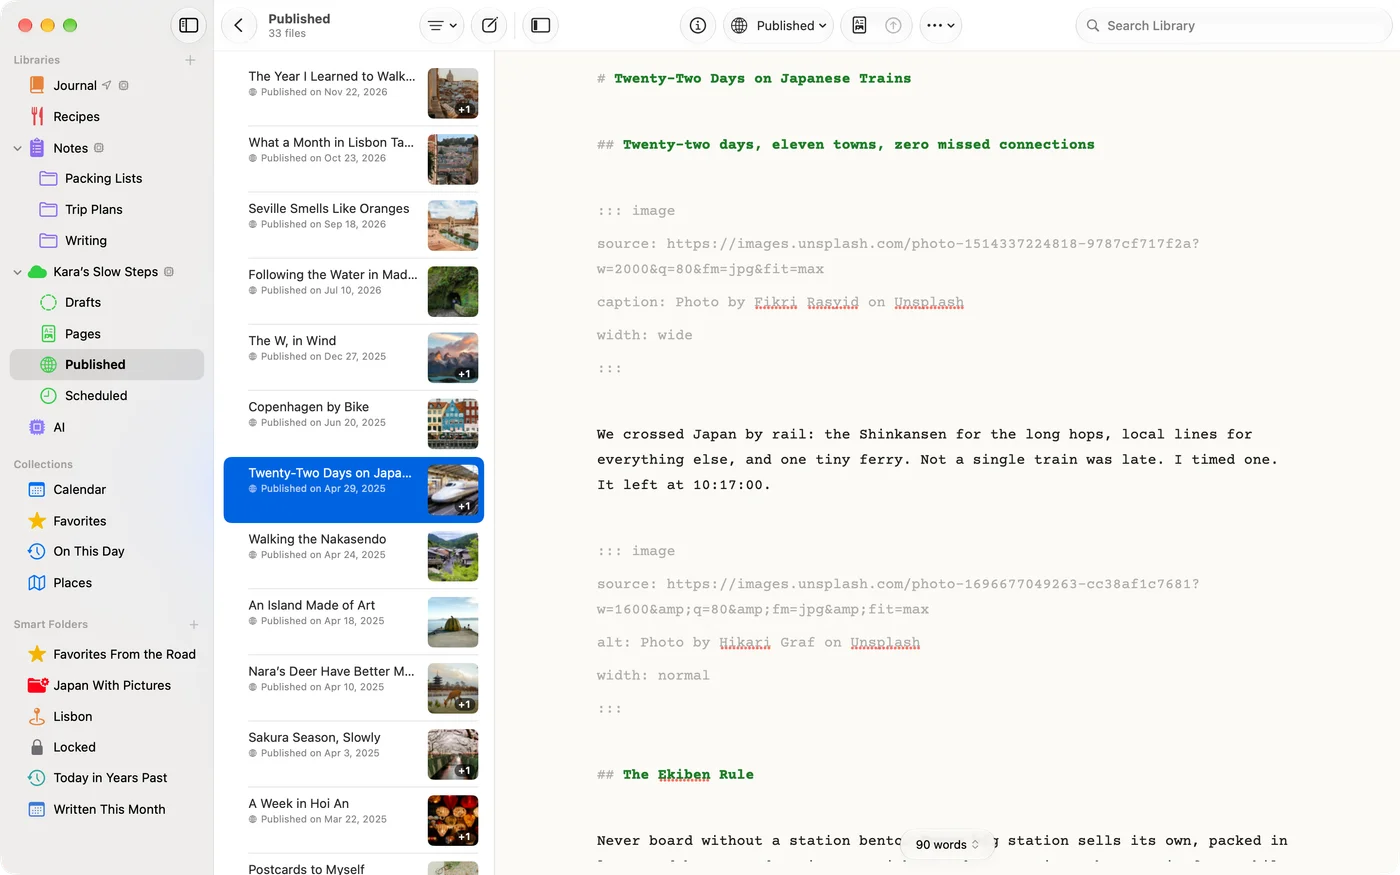 Libraries
Journal
Recipes
Notes
Packing Lists
Trip Plans
Writing
Kara's Slow Steps
Drafts
Pages
Published
Scheduled
AI
Collections
Calendar
Favorites
On This Day
Places
Smart Folders
Favorites From the Road
Japan With Pictures
Lisbon
Locked
Today in Years Past
Written This Month
Published
33 files
Published
Search Library
The Year I Learned to Walk...
Published on Nov 22, 2026
+1
What a Month in Lisbon Ta...
Published on Oct 23, 2026
Seville Smells Like Oranges
Published on Sep 18, 2026
Following the Water in Mad...
Published on Jul 10, 2026
The W, in Wind
Published on Dec 27, 2025
+1
Copenhagen by Bike
Published on Jun 20, 2025
Twenty-Two Days on Japa...
Published on Apr 29, 2025
+1
Walking the Nakasendo
Published on Apr 24, 2025
An Island Made of Art
Published on Apr 18, 2025
Nara's Deer Have Better M...
Published on Apr 10, 2025
+1
Sakura Season, Slowly
Published on Apr 3, 2025
+1
A Week in Hoi An
Published on Mar 22, 2025
+1
Postcards to Myself
# Twenty-Two Days on Japanese Trains
## Twenty-two days, eleven towns, zero missed connections
::: image
source: https://images.unsplash.com/photo-1514337224818-9787cf717f2a?
w=2000&q=80&fm=jpg&fit=max
caption: Photo by Fikri Rasyid on Unsplash
width: wide
:::
We crossed Japan by rail: the Shinkansen for the long hops, local lines for
everything else, and one tiny ferry. Not a single train was late. I timed one.
It left at 10:17:00.
::: image
source: https://images.unsplash.com/photo-1696677049263-cc38af1c7681?
w=1600&amp;q=80&amp;fm=jpg&amp;fit=max
alt: Photo by Hikari Graf on Unsplash
width: normal
:::
## The Ekiben Rule
Never board without a station bento. station sells its own, packed in
90 words